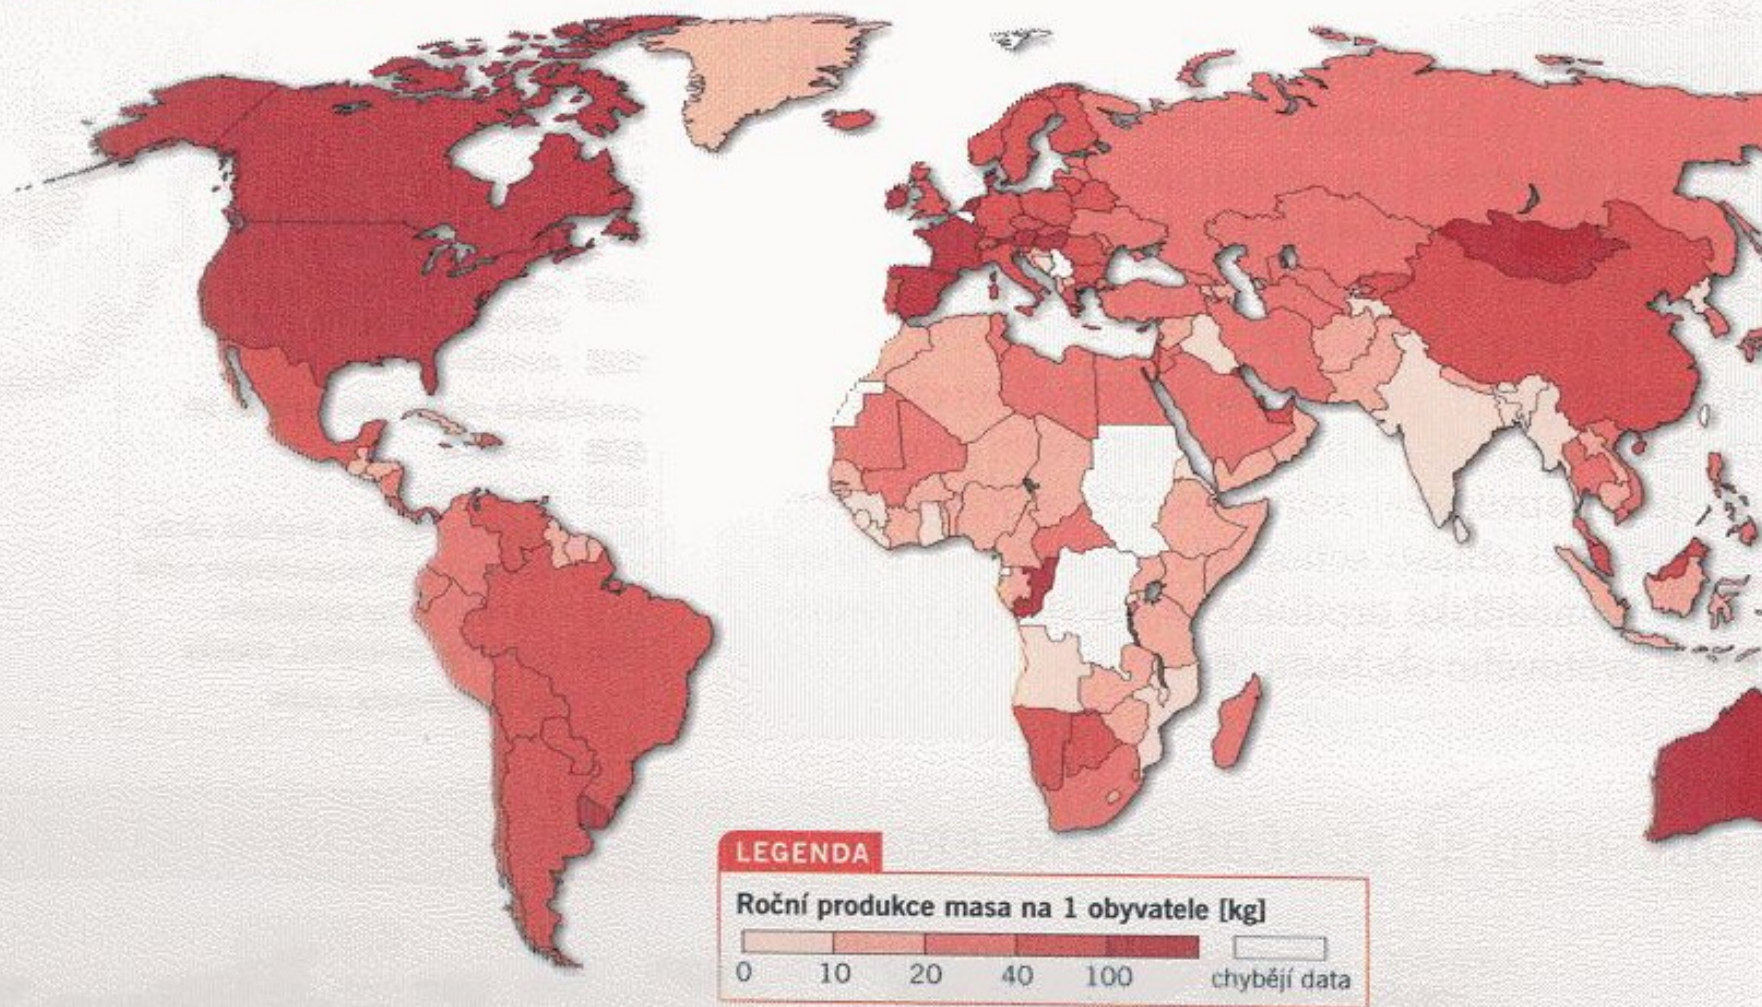 LEGENDA
Roční produkce masa na 1 obyvatele [kg]
0 10 20 40 100 chybějí data